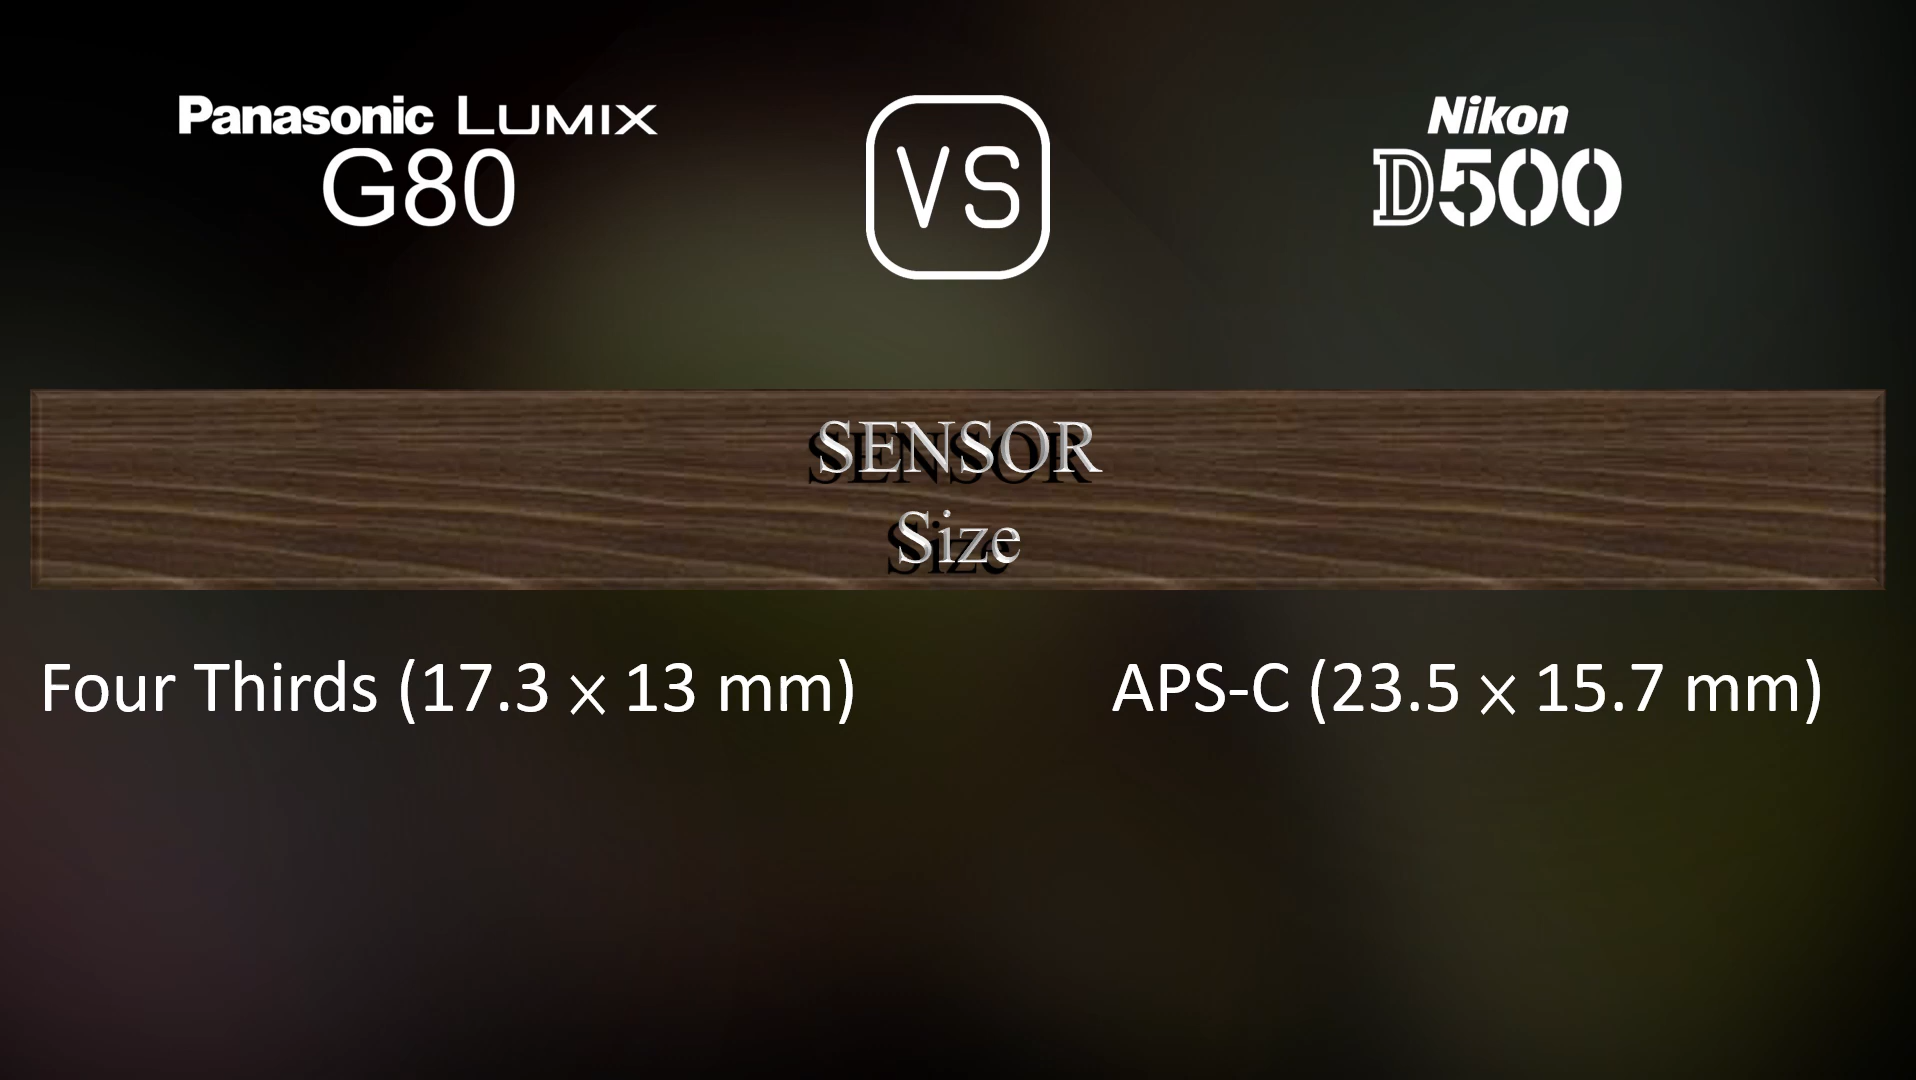 Panasonic LUMIX
G80
VS
Nikon
D500
SENSOR
Size
Four Thirds (17.3 x 13 mm)
APS-C (23.5 x 15.7 mm)